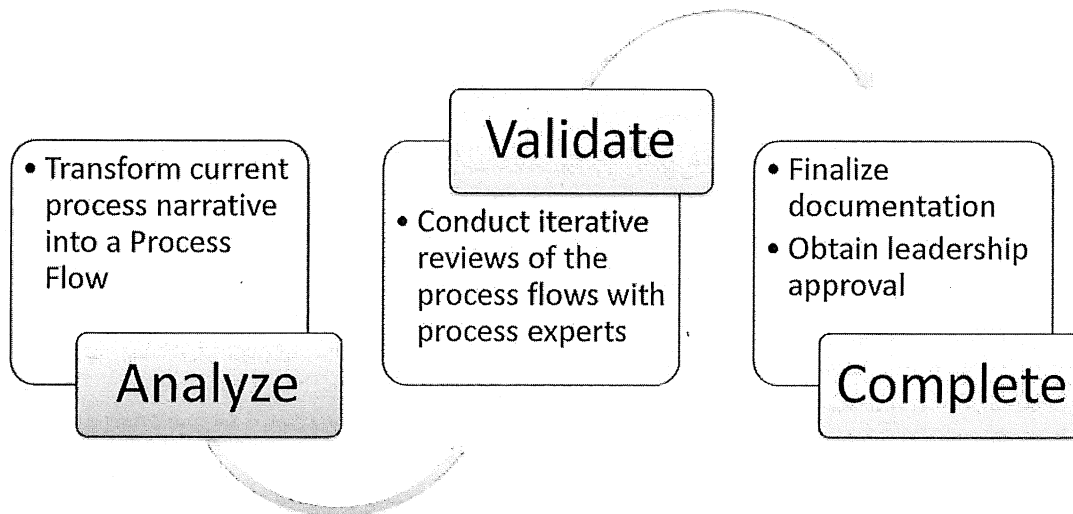 • Transform current
process narrative
into a Process
Flow
Analyze
Validate
• Conduct iterative
reviews of the
process flows with
process experts
• Finalize
documentation
• Obtain leadership
approval
Complete